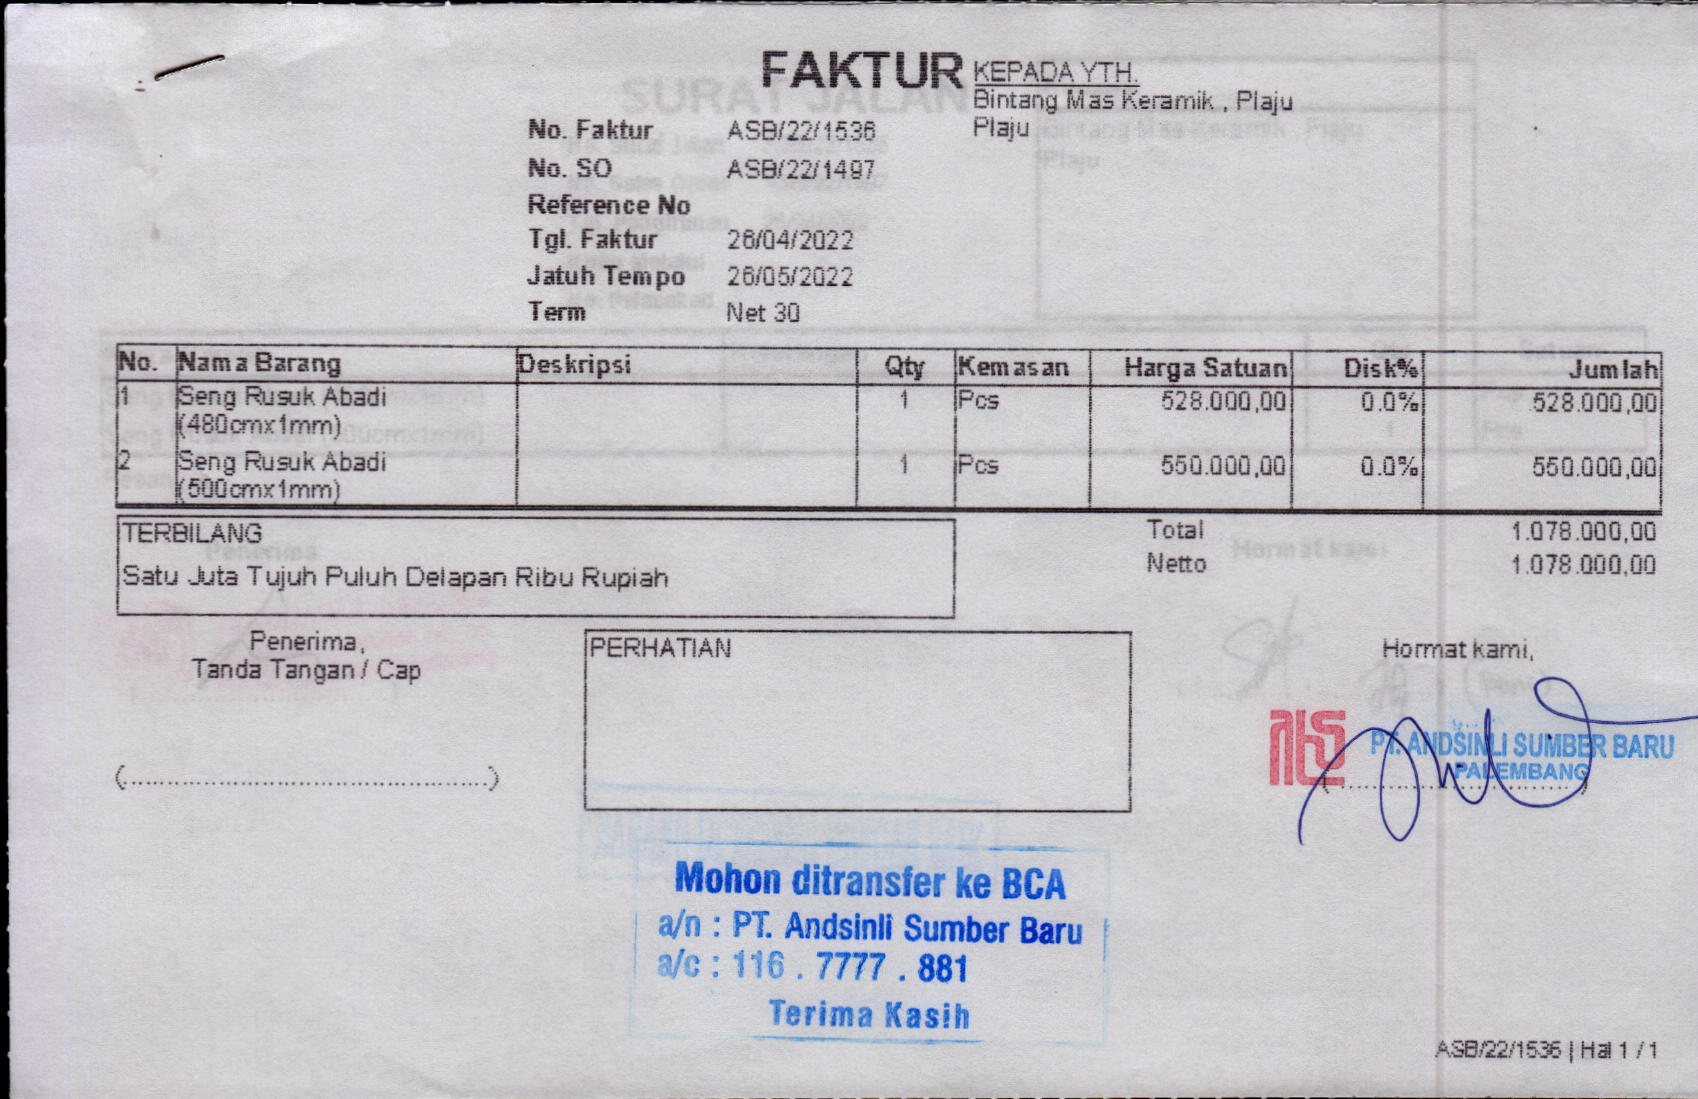 FAKTUR
KEPADA YTH.
Bintang Mas Keramik , Plaju
Plaju
No. Faktur ASB/22/1536
No. SO ASB/22/1497
Reference No
Tgl. Faktur 26/04/2022
Jatuh Tempo 26/05/2022
Term Net 30
No. Nama Barang Deskripsi Qty Kemasan Harga Satuan Disk% Jumlah
1 Seng Rusuk Abadi 1 Pcs 528.000,00 0.0% 528.000,00
(480cmx1mm)
2 Seng Rusuk Abadi 1 Pcs 550.000,00 0.0% 550.000,00
(500cmx1mm)
TERBILANG
Satu Juta Tujuh Puluh Delapan Ribu Rupiah
Total 1.078.000,00
Netto 1.078.000,00
Penerima,
Tanda Tangan / Cap
PERHATIAN
Hormat kami,
PT. ANDSINLI SUMBER BARU
PALEMBANG
Mohon ditransfer ke BCA
a/n : PT. Andsinli Sumber Baru
a/c : 116 . 7777 . 881
Terima Kasih
ASB/22/1536 | Hal 1 / 1